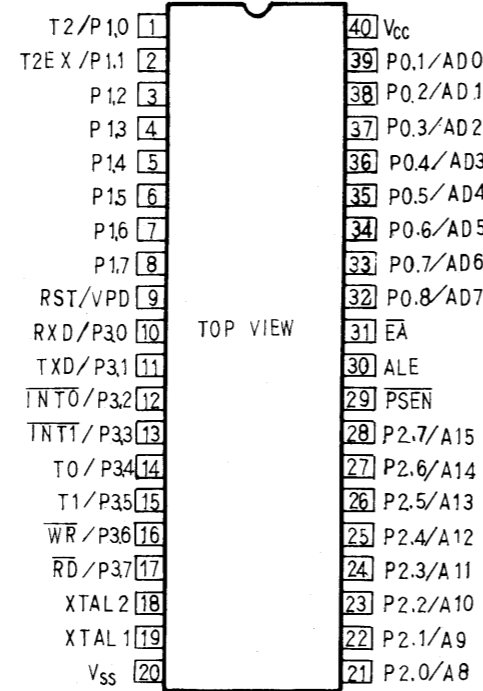 T2/P1.0 1
T2EX/P1.1 2
P1.2 3
P1.3 4
P1.4 5
P1.5 6
P1.6 7
P1.7 8
RST/VPD 9
RXD/P3.0 10
TXD/P3.1 11
INT0/P3.2 12
INT1/P3.3 13
T0/P3.4 14
T1/P3.5 15
WR/P3.6 16
RD/P3.7 17
XTAL2 18
XTAL1 19
VSS 20
TOP VIEW
40 VCC
39 P0.1/AD0
38 P0.2/AD.1
37 P0.3/AD2
36 P0.4/AD3
35 P0.5/AD4
34 P0.6/AD5
33 P0.7/AD6
32 P0.8/AD7
31 EA
30 ALE
29 PSEN
28 P2.7/A15
27 P2.6/A14
26 P2.5/A13
25 P2.4/A12
24 P2.3/A11
23 P2.2/A10
22 P2.1/A9
21 P2.0/A8